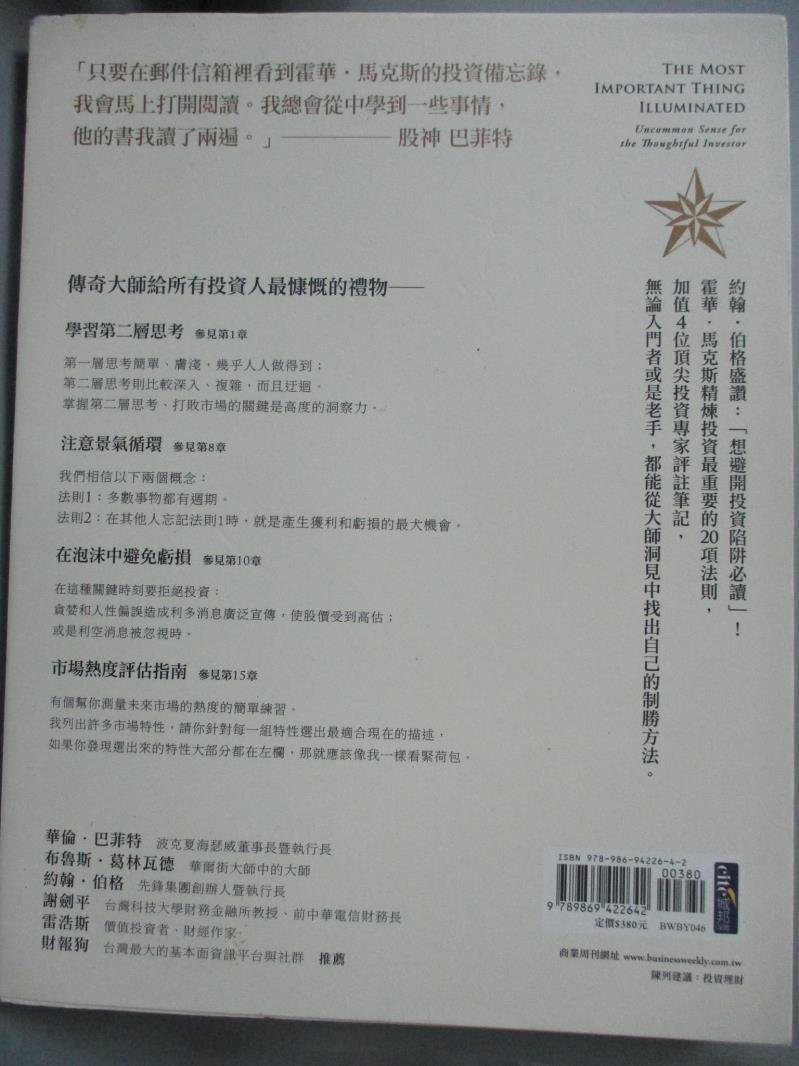 「只要在郵件信箱裡看到霍華·馬克斯的投資備忘錄，
我會馬上打開閱讀。我總會從中學到一些事情，
他的書我讀了兩遍。」———— 股神 巴菲特
THE MOST
IMPORTANT THING
ILLUMINATED
Uncommon Sense for
the Thoughtful Investor
約翰·伯格盛讚：「想避開投資陷阱必讀」！
霍華·馬克斯精煉投資最重要的20項法則，
加值4位頂尖投資專家評註筆記，
無論入門者或是老手，都能從大師洞見中找出自己的制勝方法。
傳奇大師給所有投資人最慷慨的禮物——
學習第二層思考 參見第1章
第一層思考簡單、膚淺，幾乎人人做得到；
第二層思考則比較深入、複雜，而且迂迴。
掌握第二層思考、打敗市場的關鍵是高度的洞察力。
注意景氣循環 參見第8章
我們相信以下兩個概念：
法則1：多數事物都有週期。
法則2：在其他人忘記法則1時，就是產生獲利和虧損的最大機會。
在泡沫中避免虧損 參見第10章
在這種關鍵時刻要拒絕投資：
貪婪和人性偏誤造成利多消息廣泛宣傳，使股價受到高估；
或是利空消息被忽視時。
市場熱度評估指南 參見第15章
有個幫你測量未來市場的熱度的簡單練習。
我列出許多市場特性，請你針對每一組特性選出最適合現在的描述，
如果你發現選出來的特性大部分都在左欄，那就應該像我一樣看緊荷包。
華倫·巴菲特 波克夏海瑟威董事長暨執行長
布魯斯·葛林瓦德 華爾街大師中的大師
約翰·伯格 先鋒集團創辦人暨執行長
謝劍平 台灣科技大學財務金融所教授、前中華電信財務長
雷浩斯 價值投資者、財經作家
財報狗 台灣最大的基本面資訊平台與社群 推薦
ISBN 978-986-94226-4-2
00380
9 789869 422642
定價$380元 BWBY046
cite城邦
商業周刊網址 www.businessweekly.com.tw
陳列建議：投資理財